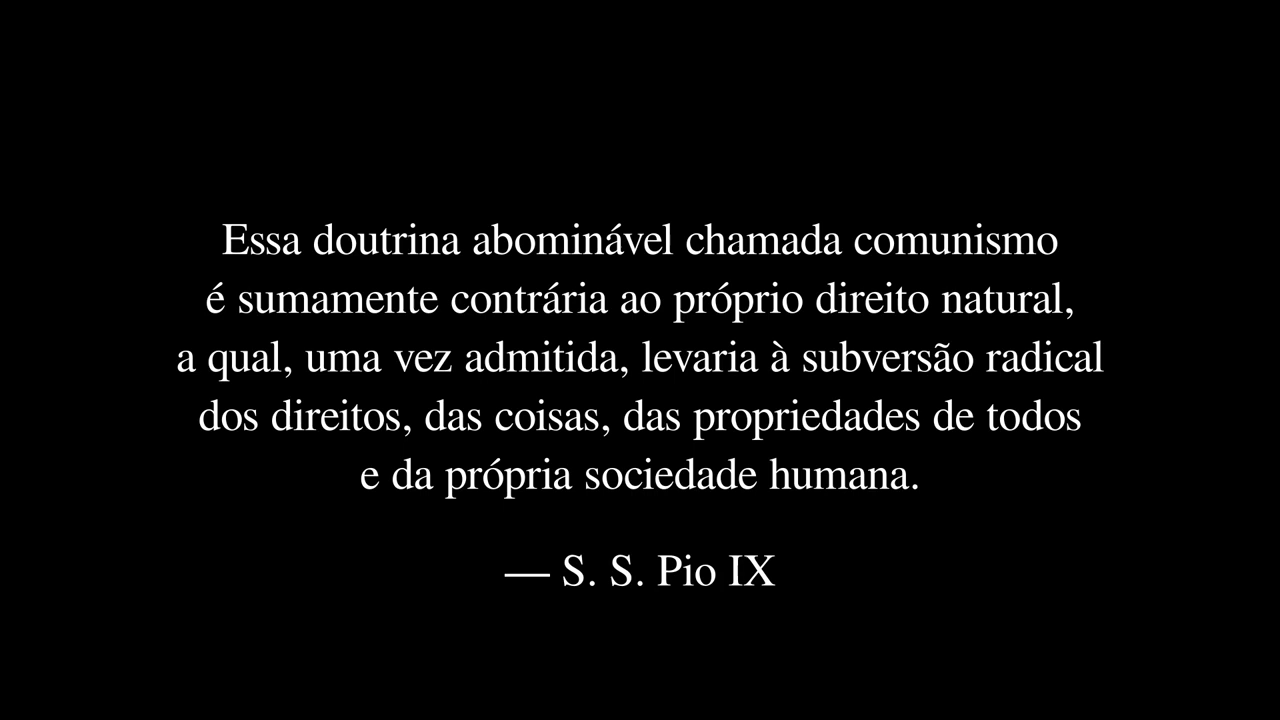 Essa doutrina abominável chamada comunismo
é sumamente contrária ao próprio direito natural,
a qual, uma vez admitida, levaria à subversão radical
dos direitos, das coisas, das propriedades de todos
e da própria sociedade humana.
— S. S. Pio IX